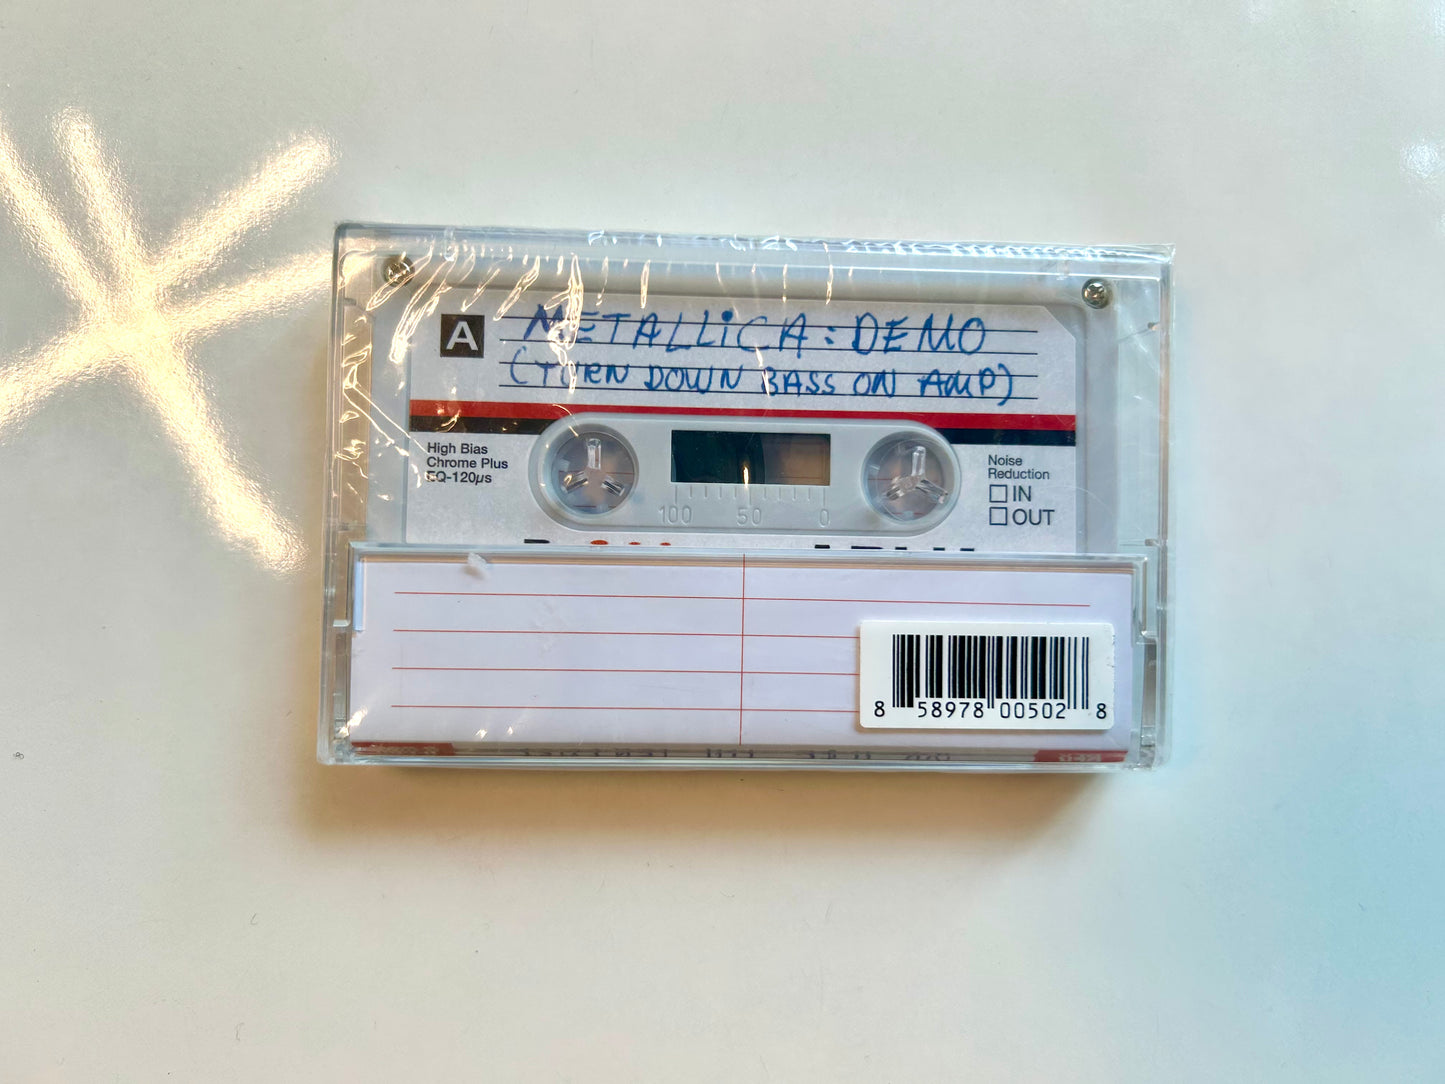 A
METALLiCA: DEMO
(TURN DOWN BASS ON AMP)
High Bias
Chrome Plus
EQ-120µs
Noise
Reduction
IN
OUT
100 50 0
8 58978 00502 8